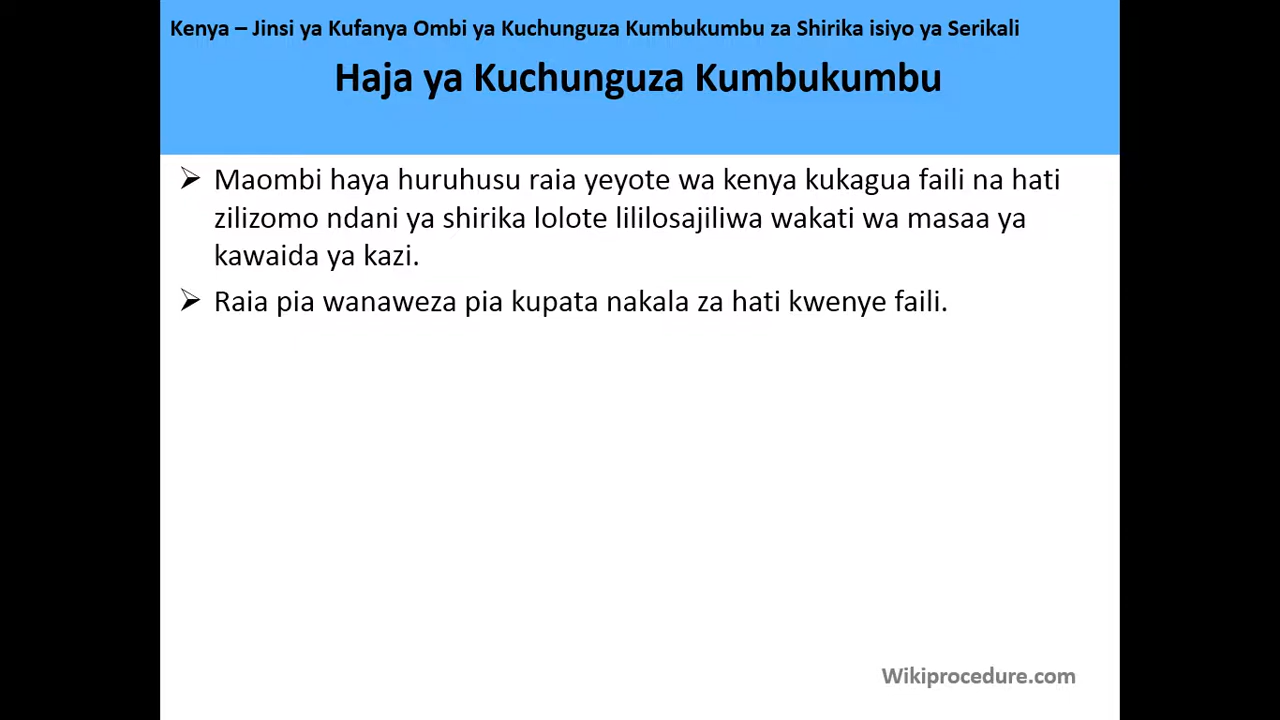 Kenya – Jinsi ya Kufanya Ombi ya Kuchunguza Kumbukumbu za Shirika isiyo ya Serikali
Haja ya Kuchunguza Kumbukumbu
➢ Maombi haya huruhusu raia yeyote wa kenya kukagua faili na hati
zilizomo ndani ya shirika lolote lililosajiliwa wakati wa masaa ya
kawaida ya kazi.
➢ Raia pia wanaweza pia kupata nakala za hati kwenye faili.
Wikiprocedure.com